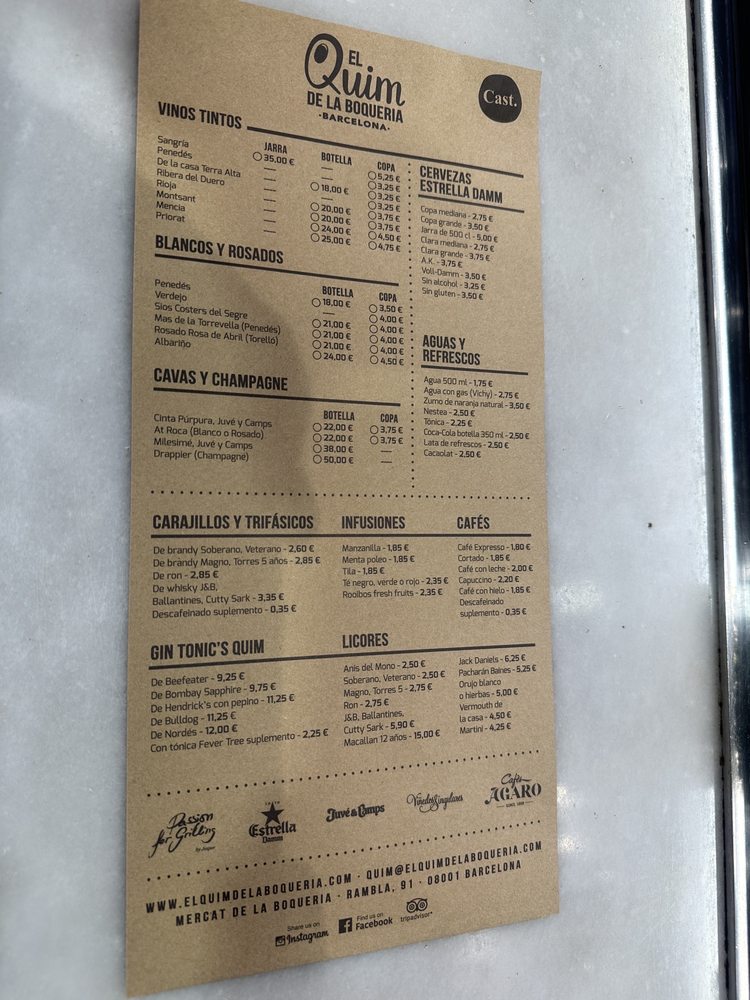 EL
Quim
DE LA BOQUERIA
·BARCELONA·
Cast.
VINOS TINTOS
JARRA BOTELLA COPA
Sangría 35,00 € — 5,25 €
Penedés — — 3,25 €
De la casa Terra Alta — 18,00 € 3,25 €
Ribera del Duero — — 3,25 €
Rioja — 20,00 € 3,75 €
Montsant — 20,00 € 3,75 €
Mencia — 24,00 € 4,50 €
Priorat — 25,00 € 4,75 €
BLANCOS Y ROSADOS
BOTELLA COPA
Penedés 18,00 € 3,50 €
Verdejo — 4,00 €
Sios Costers del Segre 21,00 € 4,00 €
Mas de la Torrevella (Penedés) 21,00 € 4,00 €
Rosado Rosa de Abril (Torelló) 21,00 € 4,00 €
Albariño 24,00 € 4,50 €
CAVAS Y CHAMPAGNE
BOTELLA COPA
Cinta Púrpura, Juvé y Camps 22,00 € 3,75 €
At Roca (Blanco o Rosado) 22,00 € 3,75 €
Milesimé, Juvé y Camps 38,00 € —
Drappier (Champagne) 50,00 € —
CERVEZAS
ESTRELLA DAMM
Copa mediana - 2,75 €
Copa grande - 3,50 €
Jarra de 500 cl - 5,00 €
Clara mediana - 2,75 €
Clara grande - 3,75 €
A.K. - 3,75 €
Voll-Damm - 3,50 €
Sin alcohol - 3,25 €
Sin gluten - 3,50 €
AGUAS Y
REFRESCOS
Agua 500 ml - 1,75 €
Agua con gas (Vichy) - 2,75 €
Zumo de naranja natural - 3,50 €
Nestea - 2,50 €
Tónica - 2,25 €
Coca-Cola botella 350 ml - 2,50 €
Lata de refrescos - 2,50 €
Cacaolat - 2,50 €
CARAJILLOS Y TRIFÁSICOS
De brandy Soberano, Veterano - 2,60 €
De brandy Magno, Torres 5 años - 2,85 €
De ron - 2,85 €
De whisky J&B,
Ballantines, Cutty Sark - 3,35 €
Descafeinado suplemento - 0,35 €
INFUSIONES
Manzanilla - 1,85 €
Menta poleo - 1,85 €
Tila - 1,85 €
Té negro, verde o rojo - 2,35 €
Rooibos fresh fruits - 2,35 €
CAFÉS
Café Expresso - 1,80 €
Cortado - 1,85 €
Café con leche - 2,00 €
Capuccino - 2,20 €
Café con hielo - 1,85 €
Descafeinado
suplemento - 0,35 €
GIN TONIC'S QUIM
De Beefeater - 9,25 €
De Bombay Sapphire - 9,75 €
De Hendrick's con pepino - 11,25 €
De Bulldog - 11,25 €
De Nordés - 12,00 €
Con tónica Fever Tree suplemento - 2,25 €
LICORES
Anis del Mono - 2,50 €
Soberano, Veterano - 2,50 €
Magno, Torres 5 - 2,75 €
Ron - 2,75 €
J&B, Ballantines,
Cutty Sark - 5,90 €
Macallan 12 años - 15,00 €
Jack Daniels - 6,25 €
Pacharán Baines - 5,25 €
Orujo blanco
o hierbas - 5,00 €
Vermouth de
la casa - 4,50 €
Martini - 4,25 €
Passion
for Grilling
by Josper
Estrella
Damm
Juvé & Camps
Viñedos Singulares
Cafés
AGARO
WWW.ELQUIMDELABOQUERIA.COM · QUIM@ELQUIMDELABOQUERIA.COM
MERCAT DE LA BOQUERIA · RAMBLA, 91 · 08001 BARCELONA
Share us on
Instagram
Find us on
Facebook
tripadvisor®